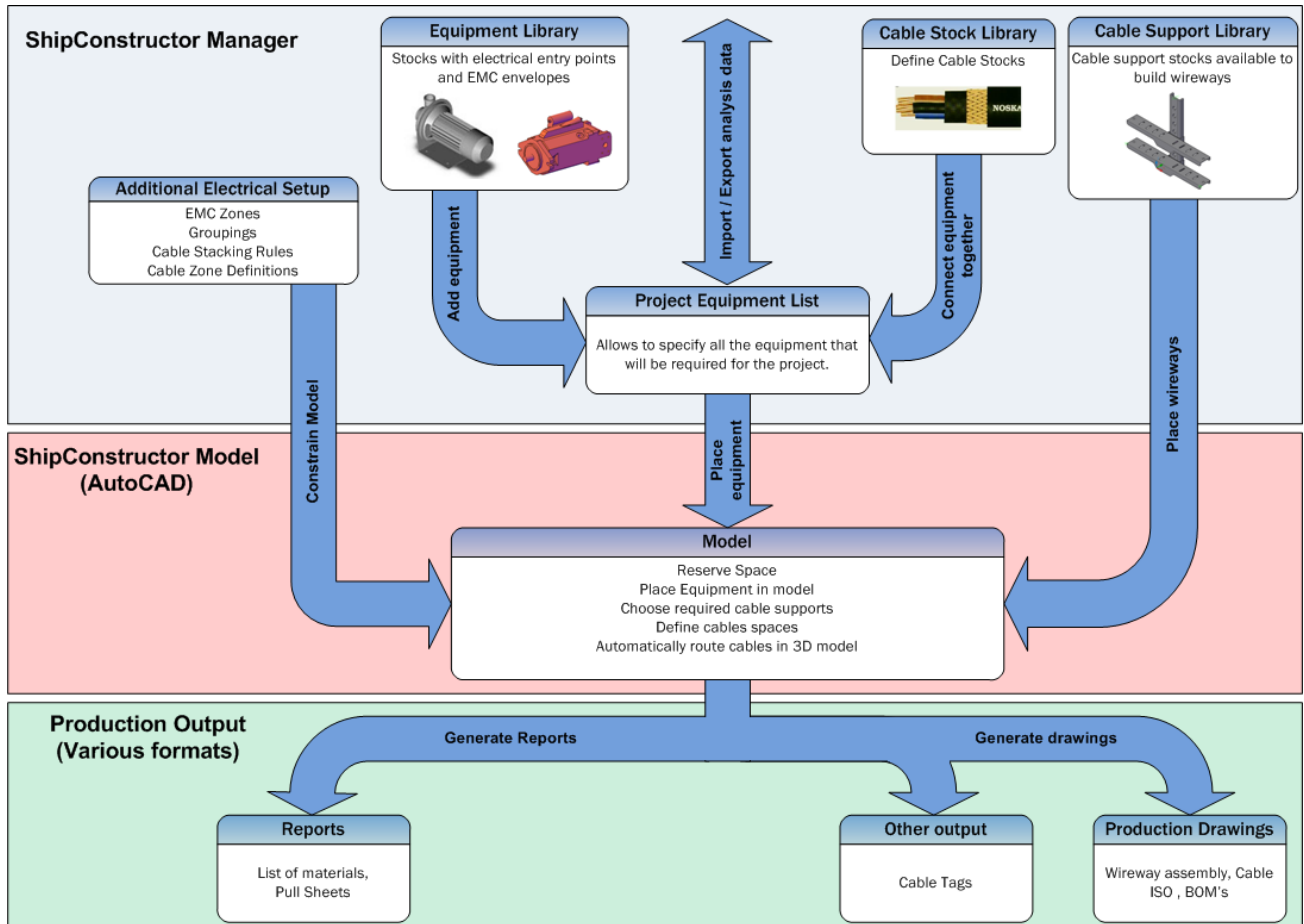 ShipConstructor Manager
Equipment Library
Stocks with electrical entry points
and EMC envelopes
Import / Export analysis data
Cable Stock Library
Define Cable Stocks
NOSKA
Cable Support Library
Cable support stocks available to
build wireways
Additional Electrical Setup
EMC Zones
Groupings
Cable Stacking Rules
Cable Zone Definitions
Add equipment
Connect equipment
together
Project Equipment List
Allows to specify all the equipment that
will be required for the project.
Constrain Model
Place
equipment
Place wireways
ShipConstructor Model
(AutoCAD)
Model
Reserve Space
Place Equipment in model
Choose required cable supports
Define cables spaces
Automatically route cables in 3D model
Production Output
(Various formats)
Generate Reports
Generate drawings
Reports
List of materials,
Pull Sheets
Other output
Cable Tags
Production Drawings
Wireway assembly, Cable
ISO , BOM's